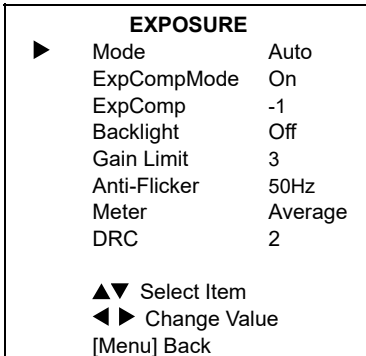 EXPOSURE
▶ Mode Auto
ExpCompMode On
ExpComp -1
Backlight Off
Gain Limit 3
Anti-Flicker 50Hz
Meter Average
DRC 2
▲▼ Select Item
◀ ▶ Change Value
[Menu] Back